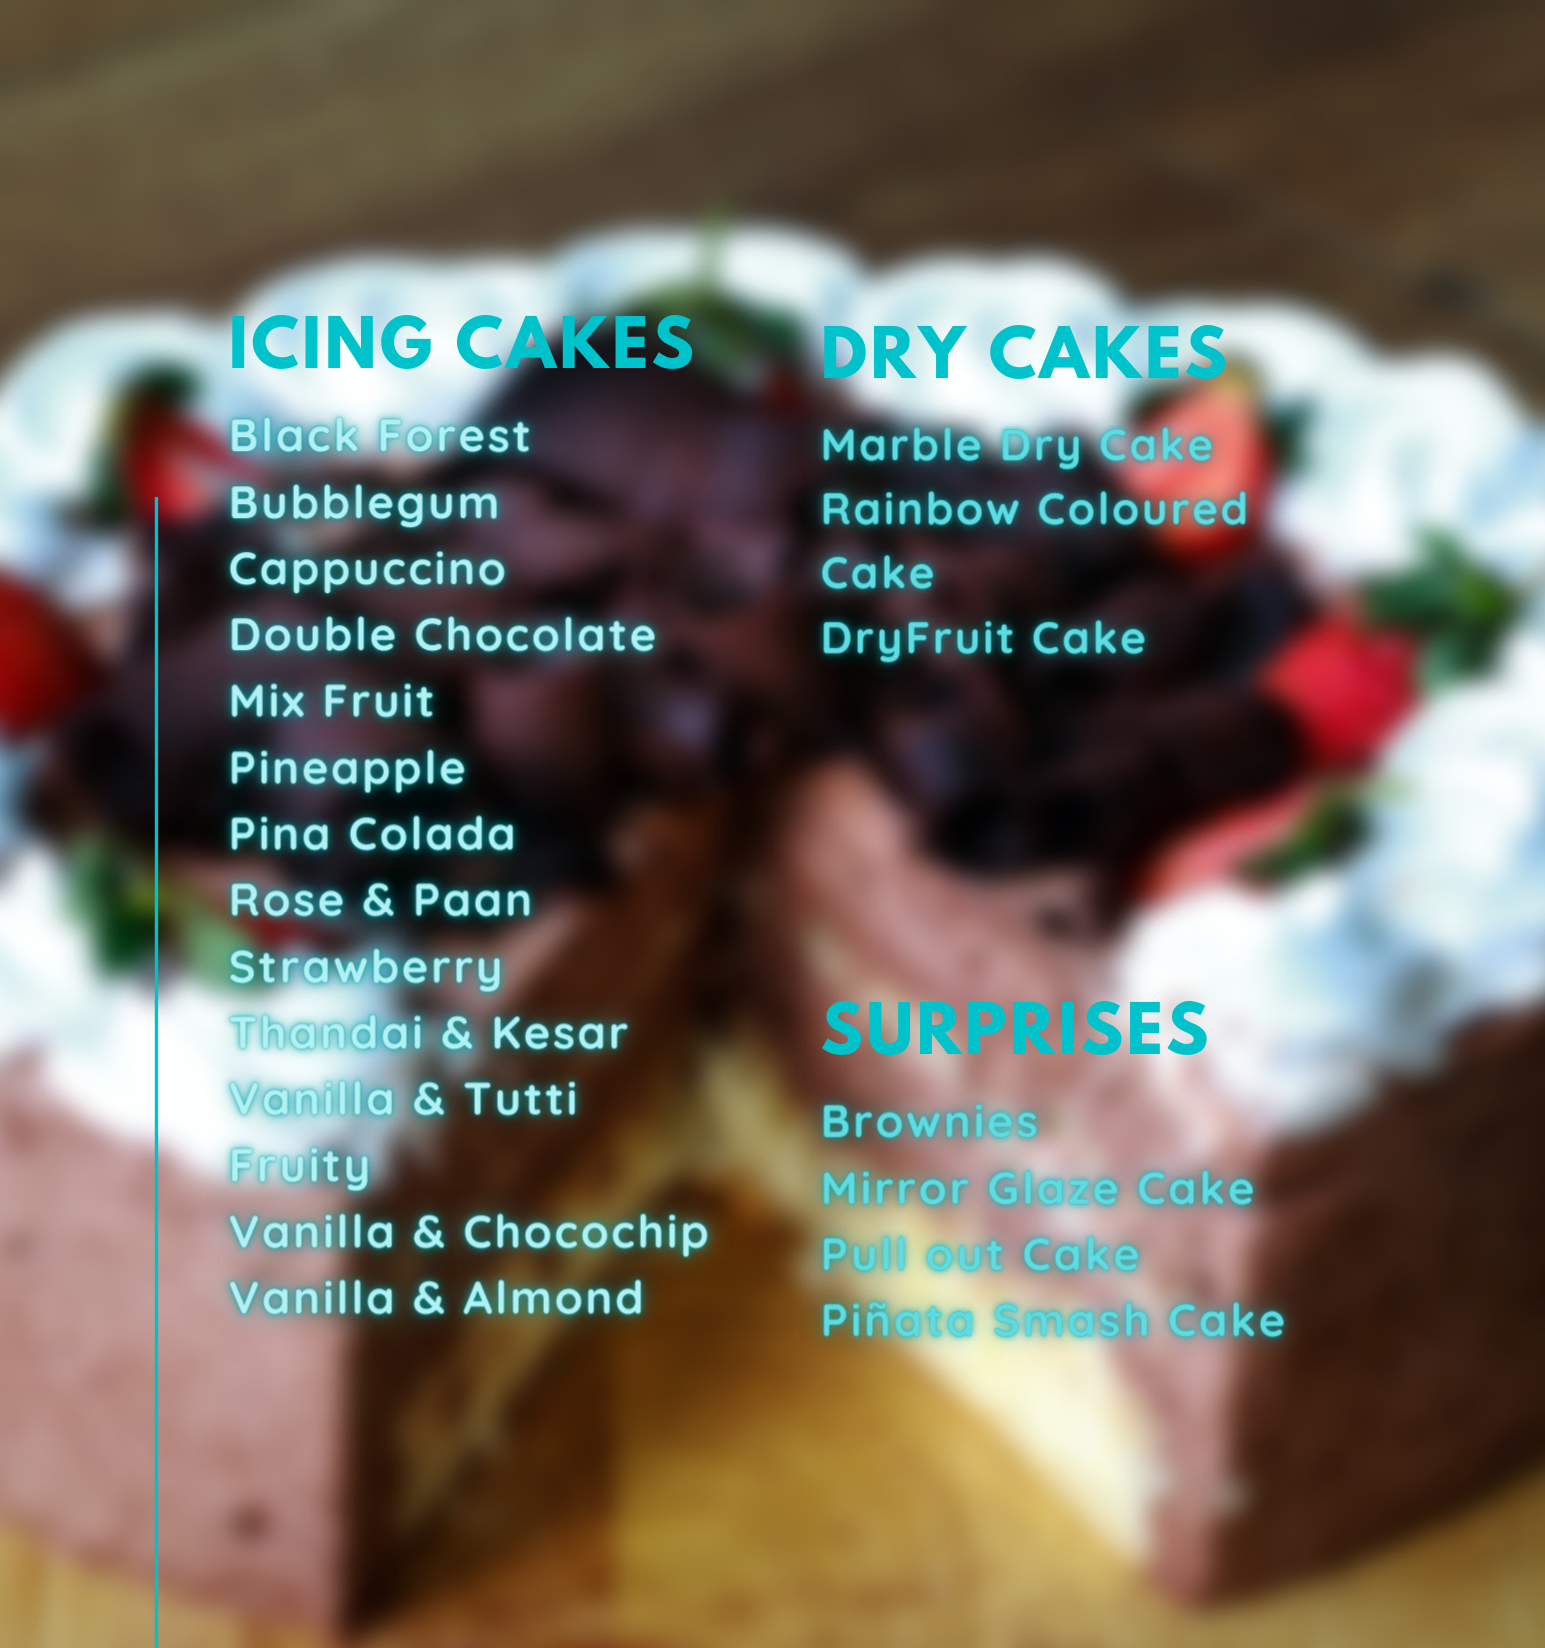 ICING CAKES
Black Forest
Bubblegum
Cappuccino
Double Chocolate
Mix Fruit
Pineapple
Pina Colada
Rose & Paan
Strawberry
Thandai & Kesar
Vanilla & Tutti
Fruity
Vanilla & Chocochip
Vanilla & Almond
DRY CAKES
Marble Dry Cake
Rainbow Coloured
Cake
DryFruit Cake
SURPRISES
Brownies
Mirror Glaze Cake
Pull out Cake
Piñata Smash Cake